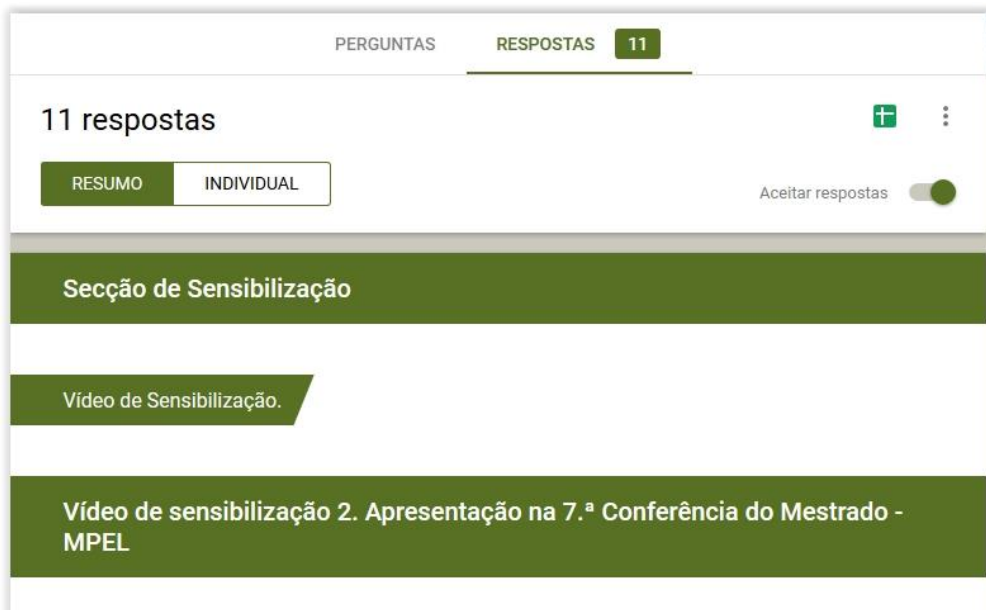 PERGUNTAS RESPOSTAS 11
11 respostas
RESUMO INDIVIDUAL
Aceitar respostas
Secção de Sensibilização
Vídeo de Sensibilização.
Vídeo de sensibilização 2. Apresentação na 7.ª Conferência do Mestrado -
MPEL